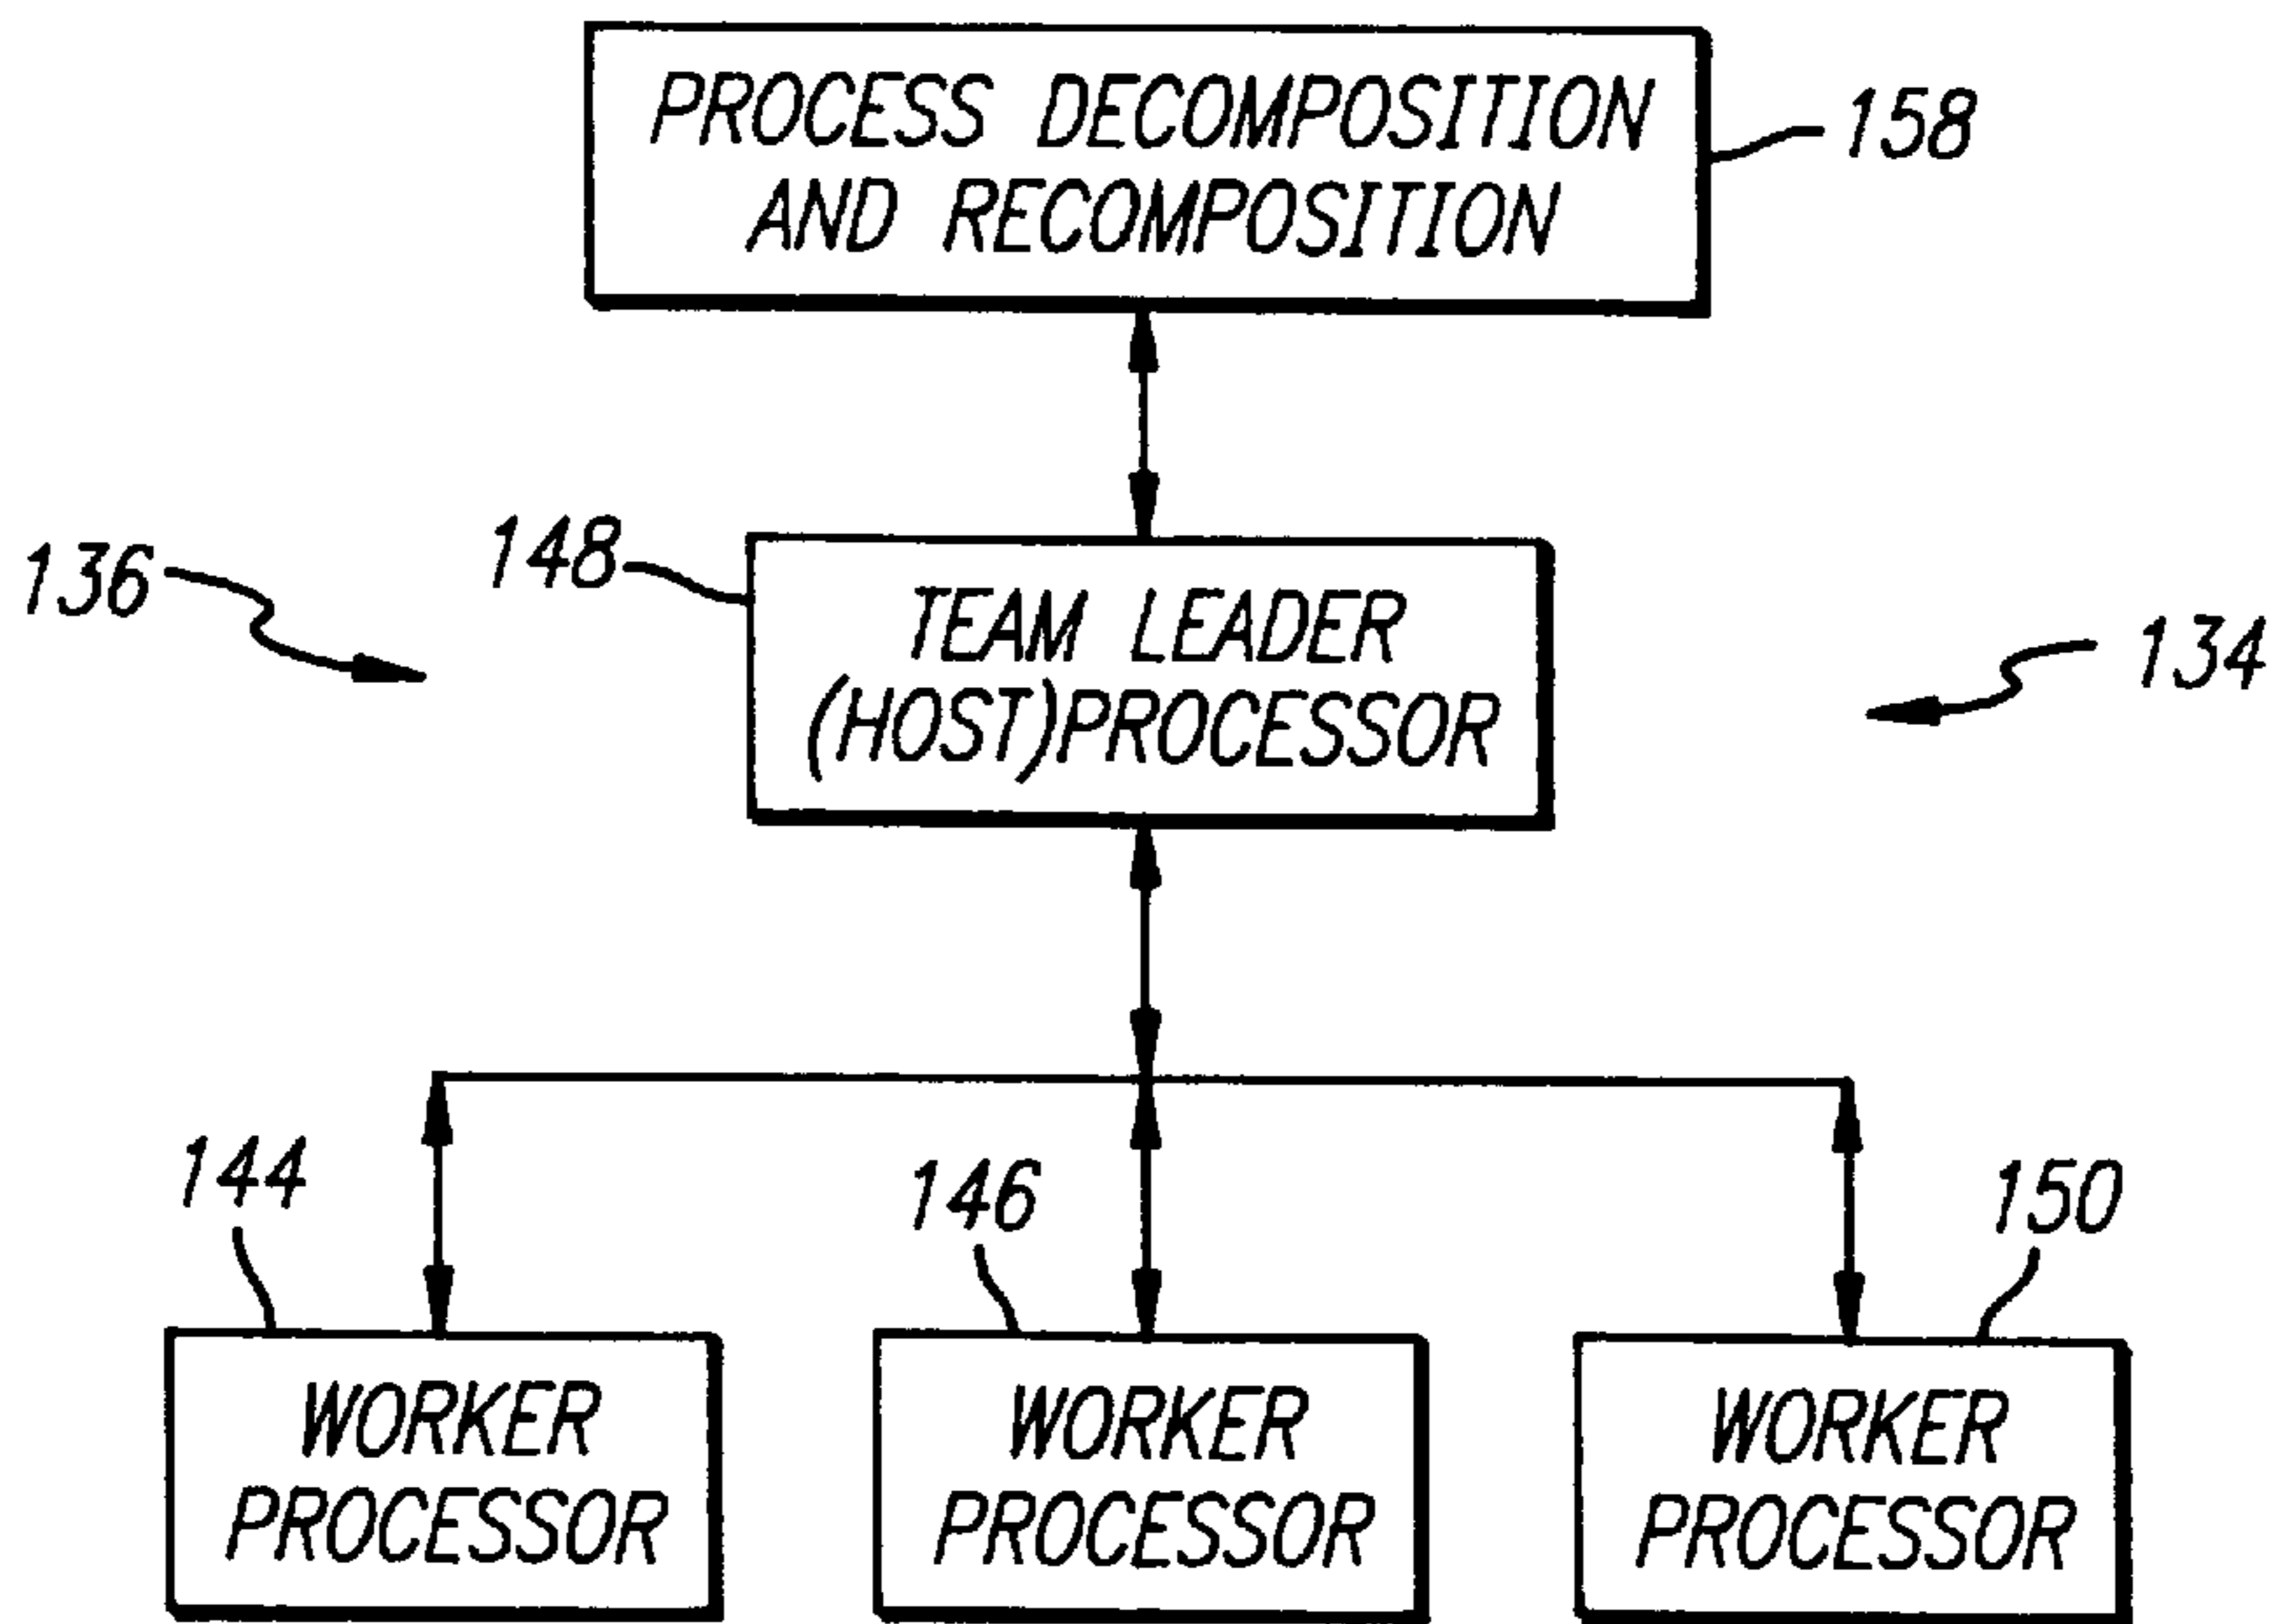 PROCESS DECOMPOSITION
AND RECOMPOSITION
158
136
148
TEAM LEADER
(HOST)PROCESSOR
134
144
146
150
WORKER
PROCESSOR
WORKER
PROCESSOR
WORKER
PROCESSOR